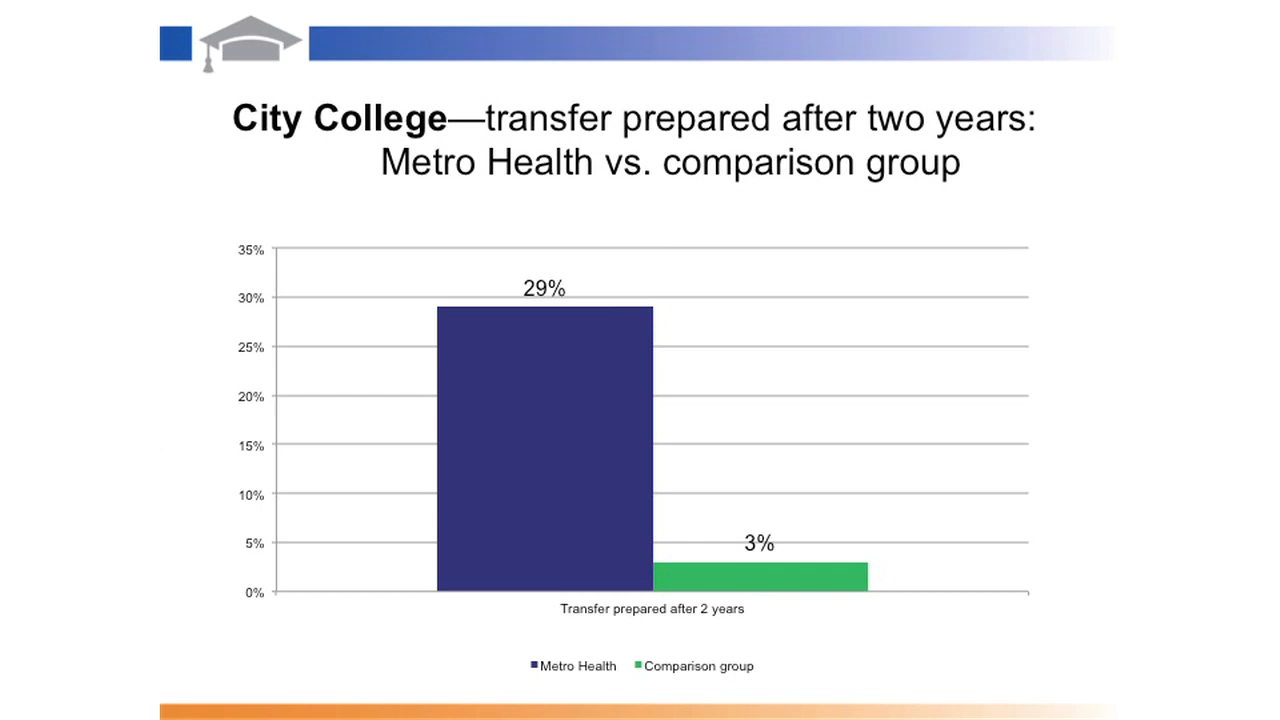 City College—transfer prepared after two years:
Metro Health vs. comparison group
35%
30%
25%
20%
15%
10%
5%
0%
29%
3%
Transfer prepared after 2 years
Metro Health
Comparison group